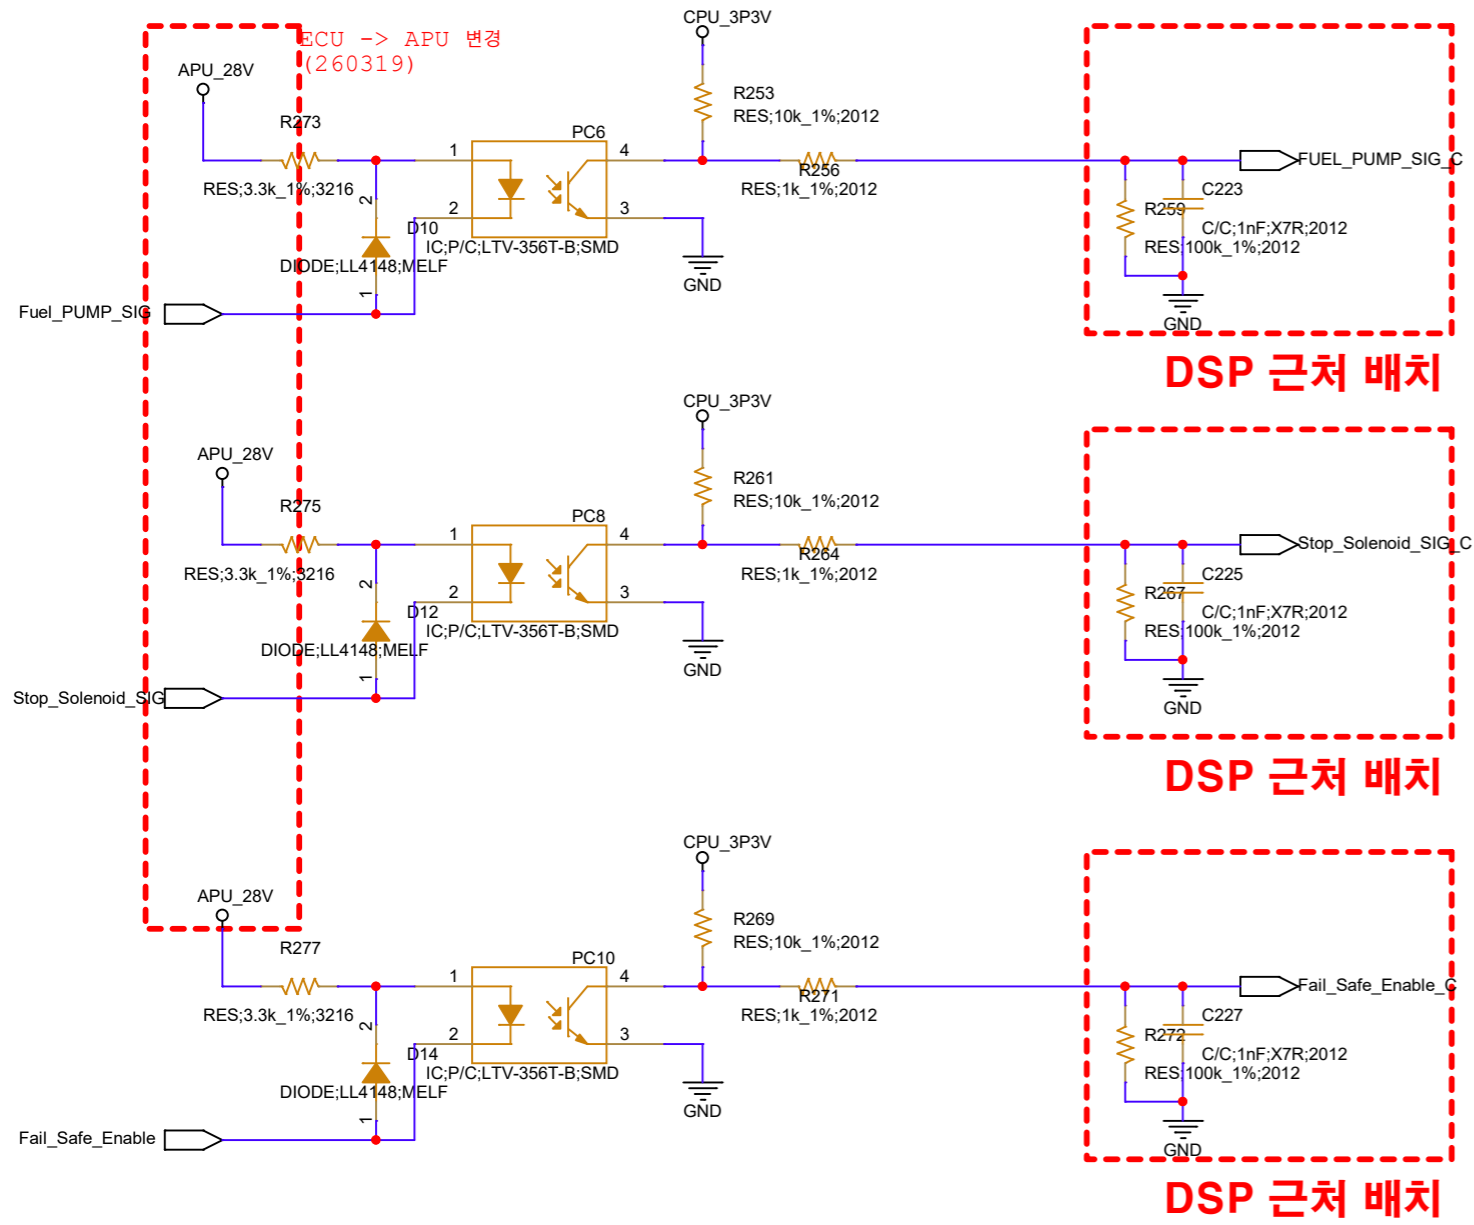 ECU -> APU 변경
(260319)
APU_28V
R273
RES;3.3k_1%;3216
2
D10
DIODE;LL4148;MELF
1
Fuel_PUMP_SIG
PC6
1
4
2
3
IC;P/C;LTV-356T-B;SMD
CPU_3P3V
R253
RES;10k_1%;2012
R256
RES;1k_1%;2012
GND
FUEL_PUMP_SIG_C
C223
R259
C/C;1nF;X7R;2012
RES;100k_1%;2012
GND
DSP 근처 배치
APU_28V
R275
RES;3.3k_1%;3216
2
D12
DIODE;LL4148;MELF
1
Stop_Solenoid_SIG
PC8
1
4
2
3
IC;P/C;LTV-356T-B;SMD
CPU_3P3V
R261
RES;10k_1%;2012
R264
RES;1k_1%;2012
GND
Stop_Solenoid_SIG_C
C225
R267
C/C;1nF;X7R;2012
RES;100k_1%;2012
GND
DSP 근처 배치
APU_28V
R277
RES;3.3k_1%;3216
2
D14
DIODE;LL4148;MELF
1
Fail_Safe_Enable
PC10
1
4
2
3
IC;P/C;LTV-356T-B;SMD
CPU_3P3V
R269
RES;10k_1%;2012
R271
RES;1k_1%;2012
GND
Fail_Safe_Enable_C
C227
R272
C/C;1nF;X7R;2012
RES;100k_1%;2012
GND
DSP 근처 배치